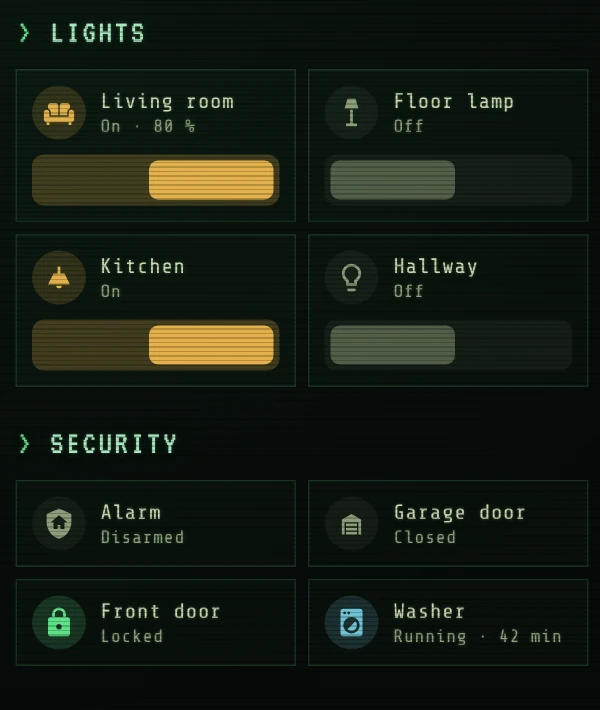 LIGHTS
Living room
On · 80 %
Floor lamp
Off
Kitchen
On
Hallway
Off
SECURITY
Alarm
Disarmed
Garage door
Closed
Front door
Locked
Washer
Running · 42 min